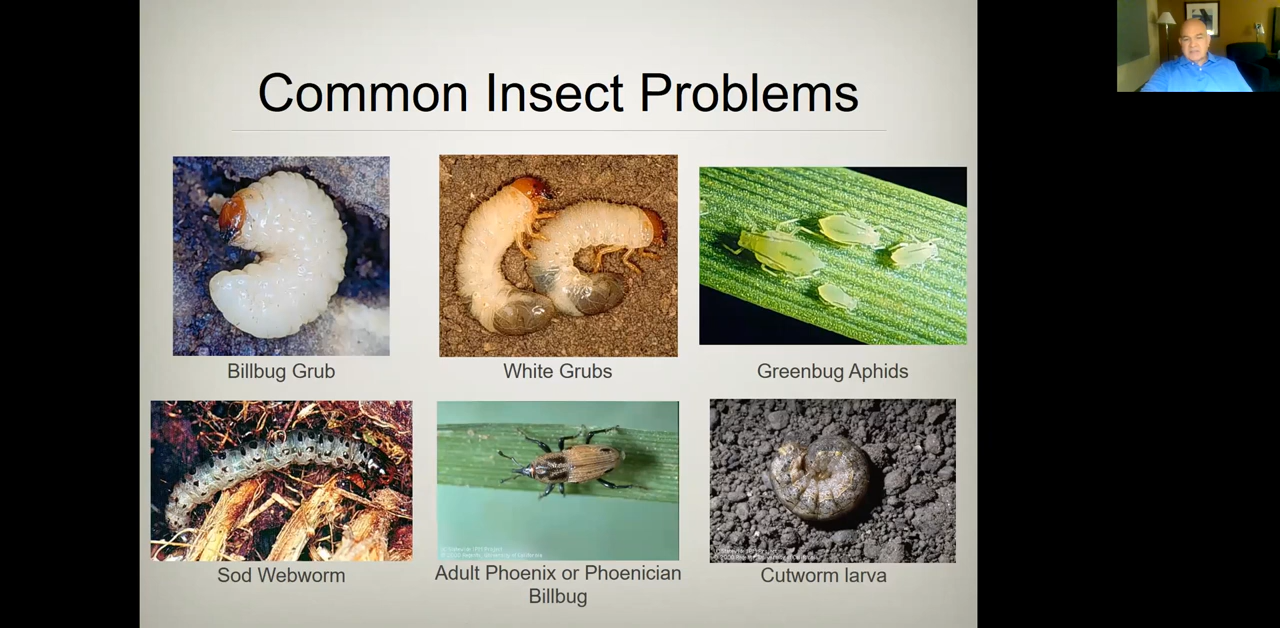 Common Insect Problems
Billbug Grub
White Grubs
Greenbug Aphids
Sod Webworm
Adult Phoenix or Phoenician
Billbug
Cutworm larva